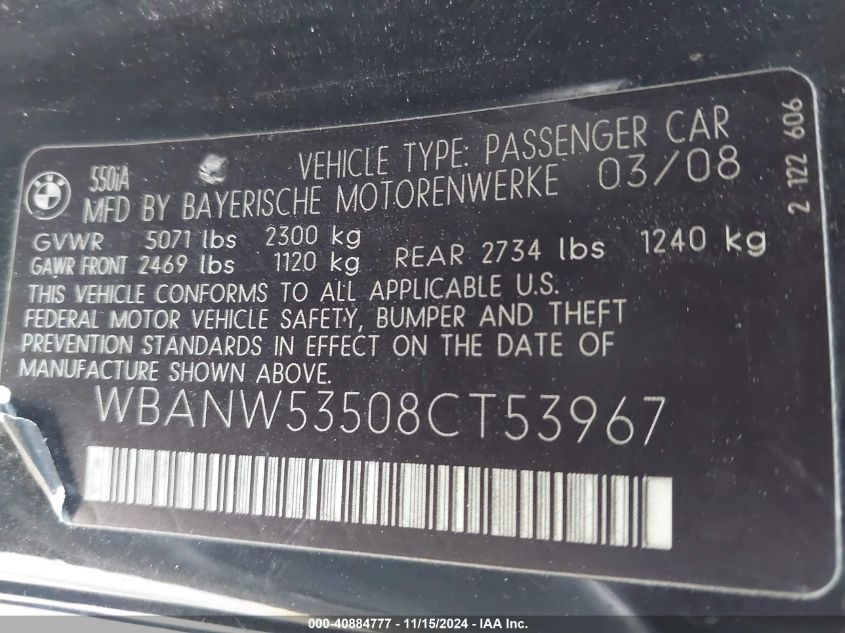 BMW
550iA
VEHICLE TYPE: PASSENGER CAR
MFD BY BAYERISCHE MOTORENWERKE 03/08
GVWR 5071 lbs 2300 kg
GAWR FRONT 2469 lbs 1120 kg REAR 2734 lbs 1240 kg
THIS VEHICLE CONFORMS TO ALL APPLICABLE U.S.
FEDERAL MOTOR VEHICLE SAFETY, BUMPER AND THEFT
PREVENTION STANDARDS IN EFFECT ON THE DATE OF
MANUFACTURE SHOWN ABOVE.
WBANW53508CT53967
2 122 606
000-40884777 - 11/15/2024 - IAA, Inc.